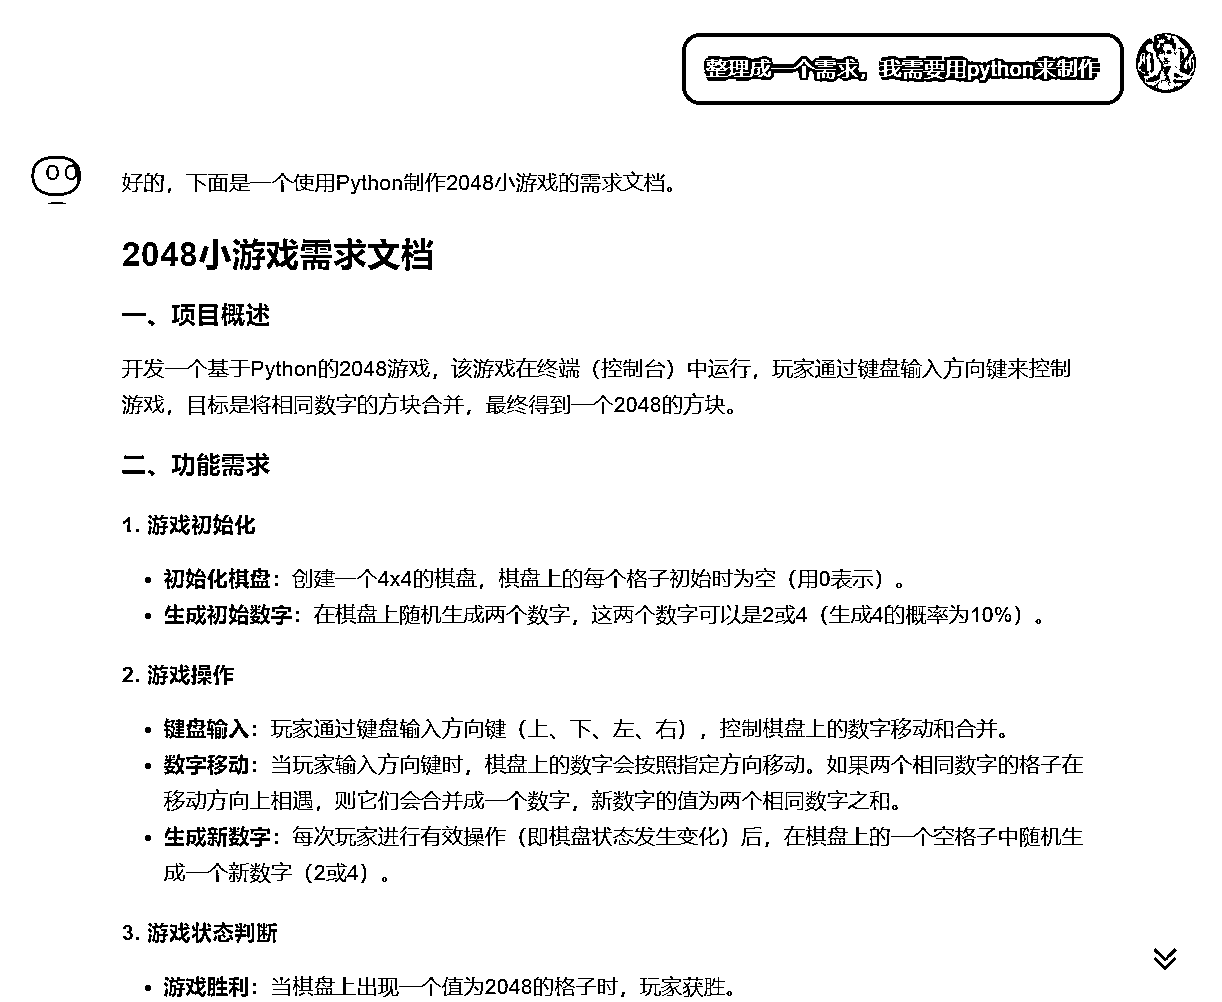 整理成一个需求，我需要用python来制作
好的，下面是一个使用Python制作2048小游戏的需求文档。
2048小游戏需求文档
一、项目概述
开发一个基于Python的2048游戏，该游戏在终端（控制台）中运行，玩家通过键盘输入方向键来控制
游戏，目标是将相同数字的方块合并，最终得到一个2048的方块。
二、功能需求
1. 游戏初始化
• 初始化棋盘：创建一个4x4的棋盘，棋盘上的每个格子初始时为空（用0表示）。
• 生成初始数字：在棋盘上随机生成两个数字，这两个数字可以是2或4（生成4的概率为10%）。
2. 游戏操作
• 键盘输入：玩家通过键盘输入方向键（上、下、左、右），控制棋盘上的数字移动和合并。
• 数字移动：当玩家输入方向键时，棋盘上的数字会按照指定方向移动。如果两个相同数字的格子在
移动方向上相遇，则它们会合并成一个数字，新数字的值为两个相同数字之和。
• 生成新数字：每次玩家进行有效操作（即棋盘状态发生变化）后，在棋盘上的一个空格子中随机生
成一个新数字（2或4）。
3. 游戏状态判断
• 游戏胜利：当棋盘上出现一个值为2048的格子时，玩家获胜。